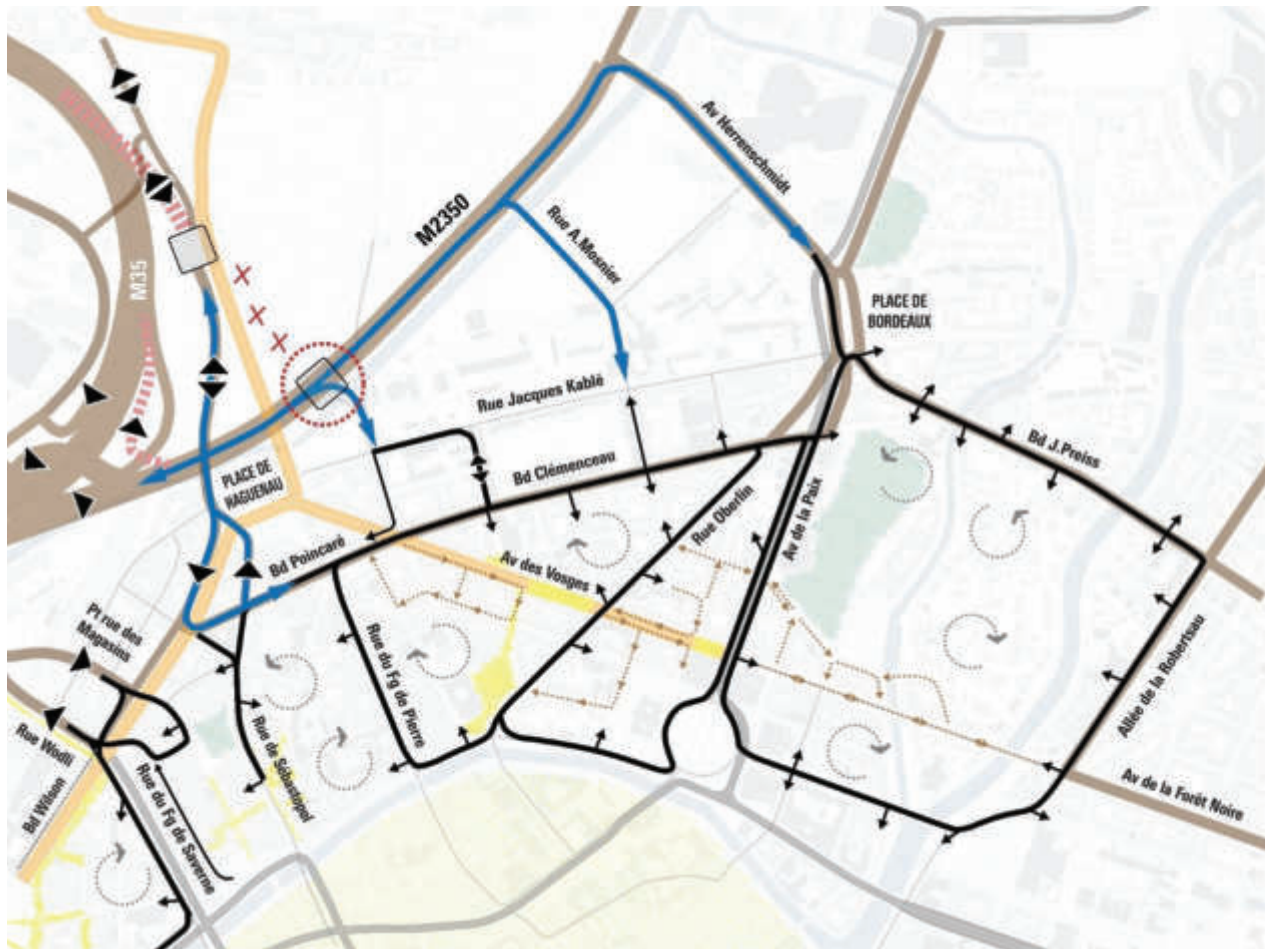 Av Herrenschmidt
M2350
Rue A.Mosnier
M35
PLACE DE
BORDEAUX
Rue Jacques Kablé
Bd J.Preiss
Bd Clémenceau
PLACE DE
HAGUENAU
Rue Oberlin
Av de la Paix
Bd Poincaré
Av des Vosges
Pt rue des
Magasins
Rue du Fg de Pierre
Allée de la Robertsau
Rue de Sébastopol
Rue Wodli
Bd Wilson
Rue du Fg de Saverne
Av de la Forêt Noire